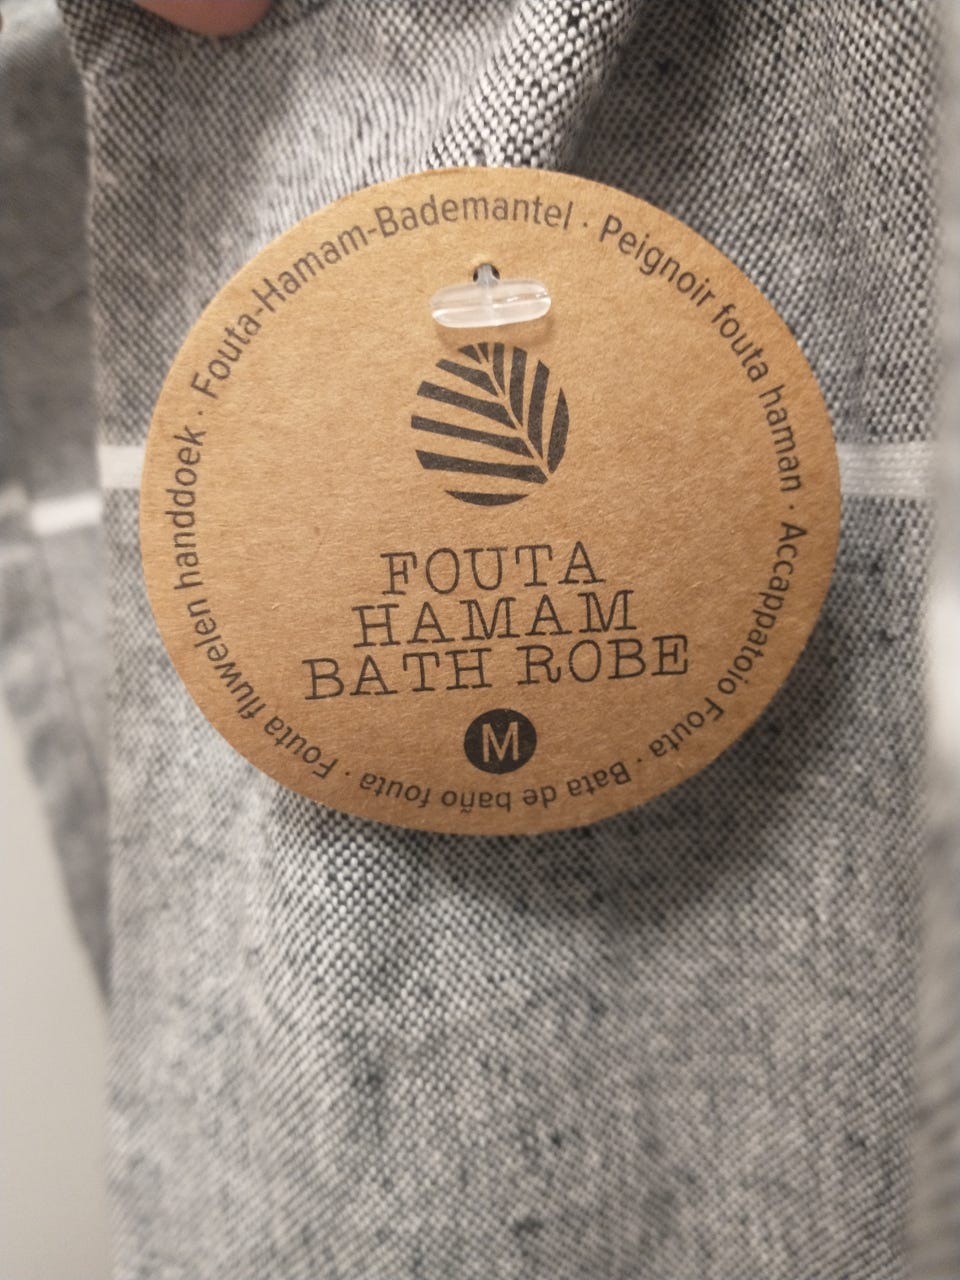 Fouta-Hamam-Bademantel · Peignoir fouta haman · Accappatoio Fouta · Bata de baño fouta · Fouta fluwelen handdoek ·
FOUTA
HAMAM
BATH ROBE
M